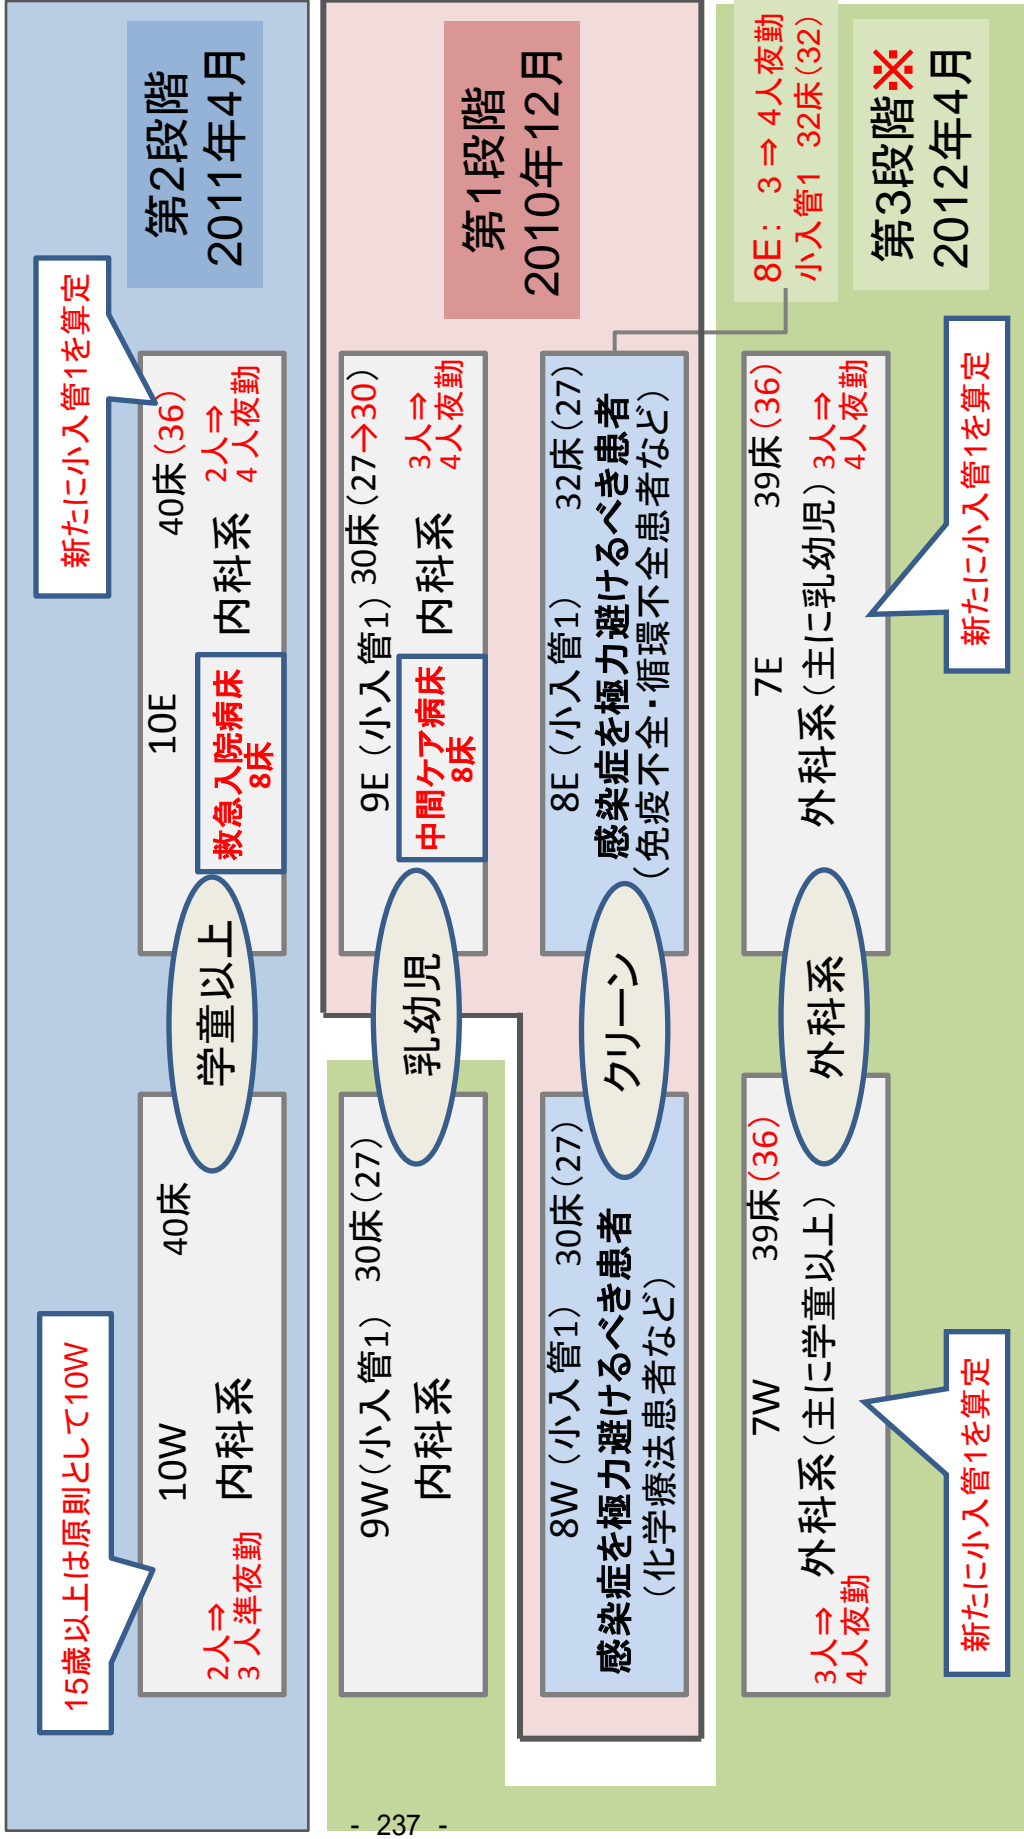 15歳以上は原則として10W
新たに小入管1を算定
第2段階
2011年4月
10W
40床
内科系
2人⇒
3人準夜勤
学童以上
10E
40床(36)
救急入院病床
8床
内科系
2人⇒
4人夜勤
9W(小入管1) 30床(27)
内科系
乳幼児
9E(小入管1) 30床(27→30)
中間ケア病床
8床
内科系
3人⇒
4人夜勤
第1段階
2010年12月
8W(小入管1) 30床(27)
感染症を極力避けるべき患者
(化学療法患者など)
クリーン
8E(小入管1) 32床(27)
感染症を極力避けるべき患者
(免疫不全・循環不全患者など)
8E: 3⇒4人夜勤
小入管1 32床(32)
7W
39床(36)
外科系(主に学童以上)
3人⇒
4人夜勤
外科系
7E
39床(36)
外科系(主に乳幼児)
3人⇒
4人夜勤
第3段階※
2012年4月
新たに小入管1を算定
新たに小入管1を算定
- 237 -